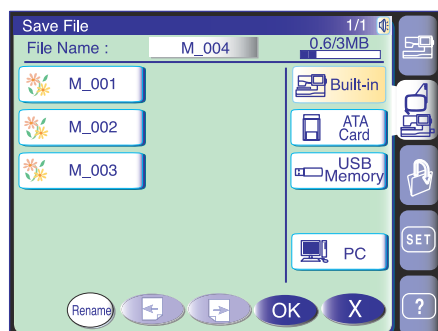 Save File 1/1
File Name : M_004 0.6/3MB
M_001
Built-in
M_002
ATA
Card
M_003
USB
Memory
PC
SET
Rename
OK
X
?